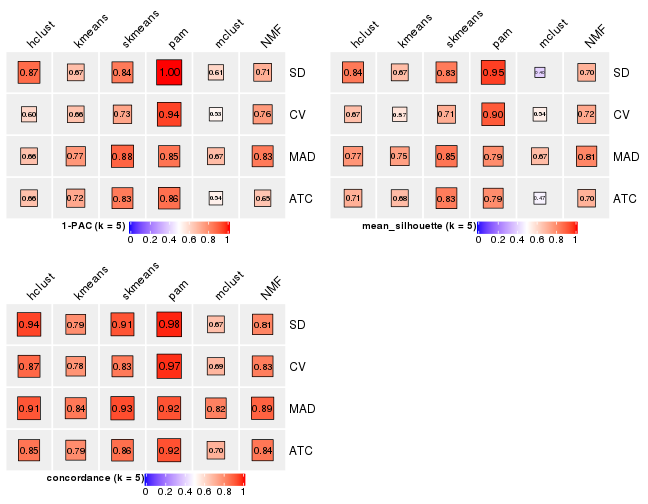 hclust kmeans skmeans pam mclust NMF
0.87 0.67 0.84 1.00 0.61 0.71 SD
0.60 0.66 0.73 0.94 0.53 0.76 CV
0.66 0.77 0.88 0.85 0.67 0.83 MAD
0.66 0.72 0.83 0.86 0.54 0.65 ATC
1-PAC (k = 5)
0 0.2 0.4 0.6 0.8 1
hclust kmeans skmeans pam mclust NMF
0.84 0.67 0.83 0.95 0.70 SD
0.67 0.57 0.71 0.90 0.54 0.72 CV
0.77 0.75 0.85 0.79 0.67 0.81 MAD
0.71 0.68 0.83 0.79 0.47 0.70 ATC
mean_silhouette (k = 5)
0 0.2 0.4 0.6 0.8 1
hclust kmeans skmeans pam mclust NMF
0.94 0.79 0.91 0.98 0.67 0.81 SD
0.87 0.78 0.83 0.97 0.69 0.83 CV
0.91 0.84 0.93 0.92 0.82 0.89 MAD
0.85 0.79 0.86 0.92 0.70 0.84 ATC
concordance (k = 5)
0 0.2 0.4 0.6 0.8 1